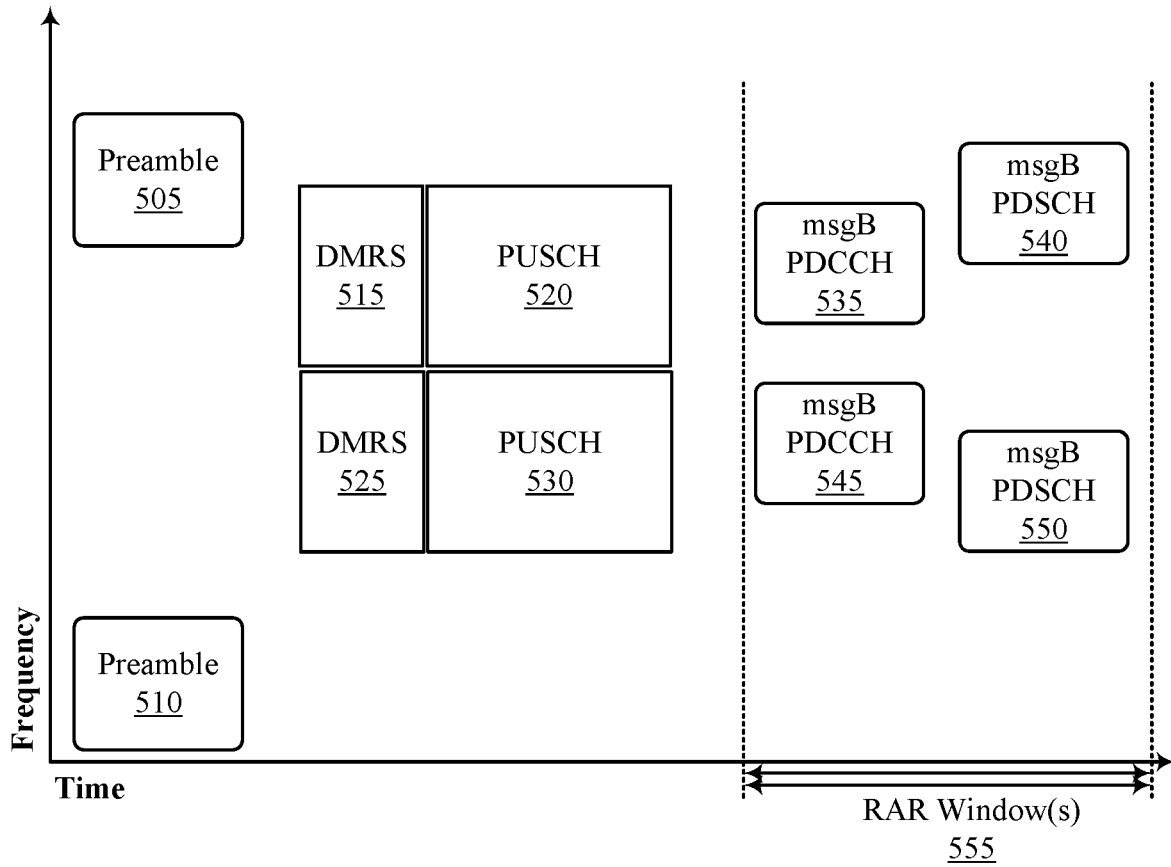 Preamble
505
DMRS
515
PUSCH
520
msgB
PDCCH
535
msgB
PDSCH
540
DMRS
525
PUSCH
530
msgB
PDCCH
545
msgB
PDSCH
550
Preamble
510
Frequency
Time
RAR Window(s)
555